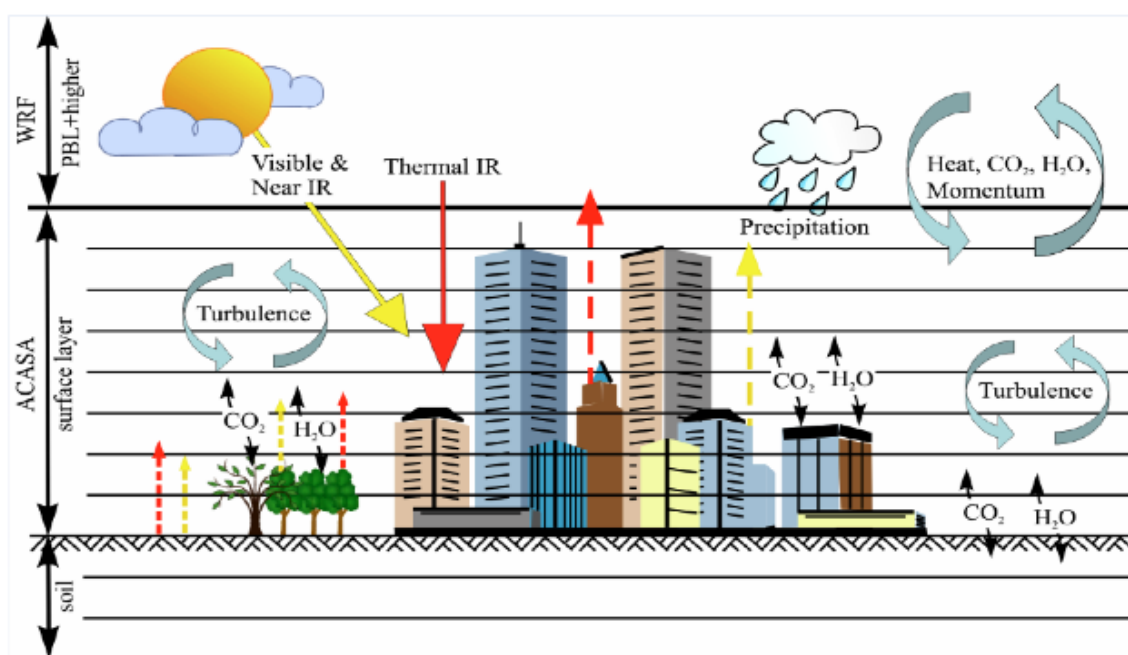 WRF
PBL+higher
Visible &
Near IR
Thermal IR
Precipitation
Heat, CO₂, H₂O,
Momentum
ACASA
surface layer
Turbulence
CO₂
H₂O
CO₂
H₂O
Turbulence
CO₂
H₂O
soil